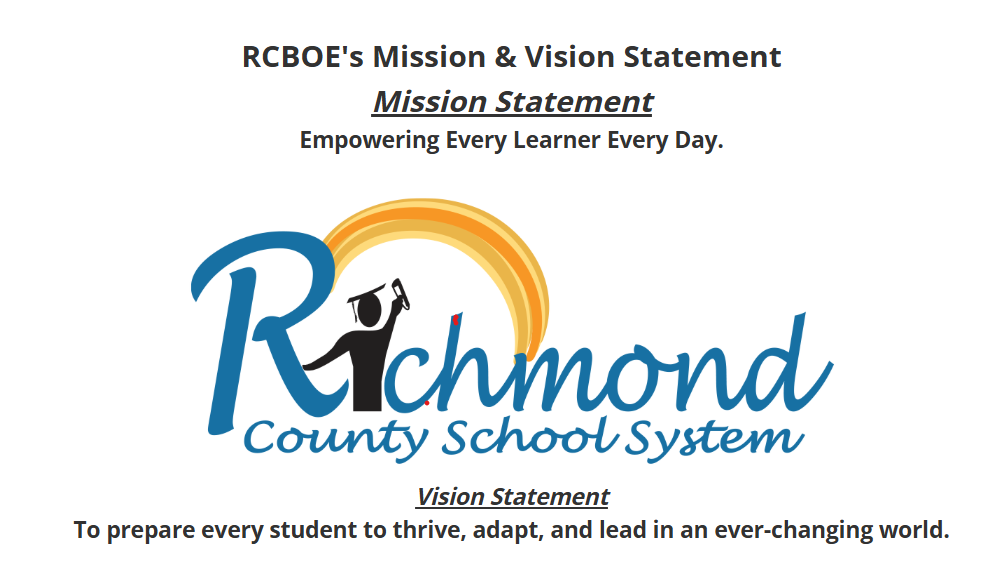 RCBOE's Mission & Vision Statement
Mission Statement
Empowering Every Learner Every Day.
Richmond
County School System
Vision Statement
To prepare every student to thrive, adapt, and lead in an ever-changing world.